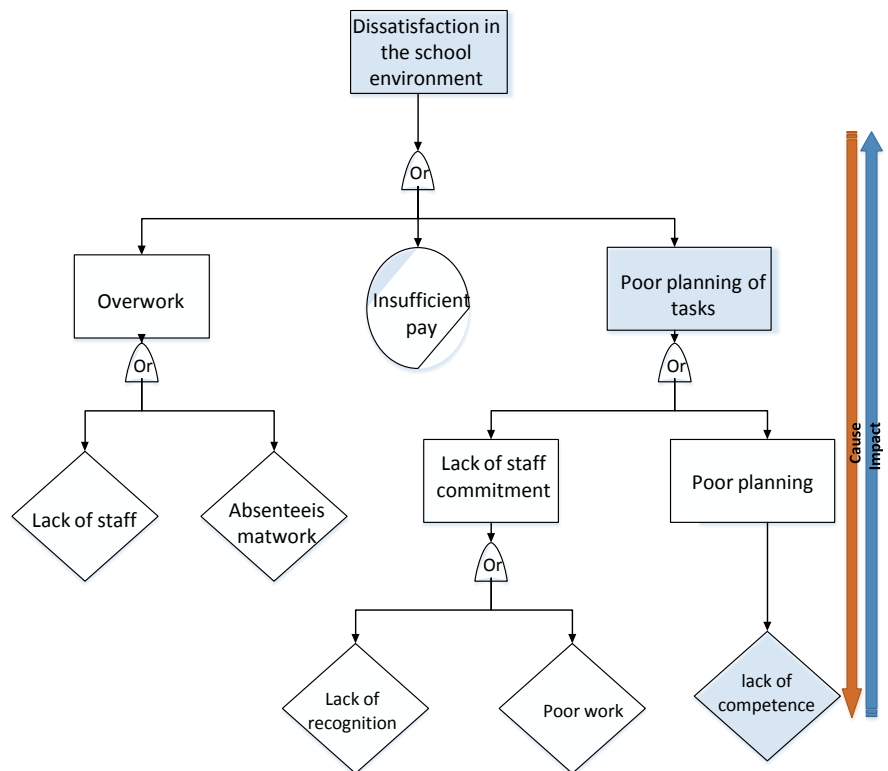 Dissatisfaction in
the school
environment
Or
Overwork
Insufficient
pay
Poor planning of
tasks
Or
Or
Lack of staff
Absenteeis
matwork
Lack of staff
commitment
Poor planning
Or
Lack of
recognition
Poor work
lack of
competence
Cause
Impact